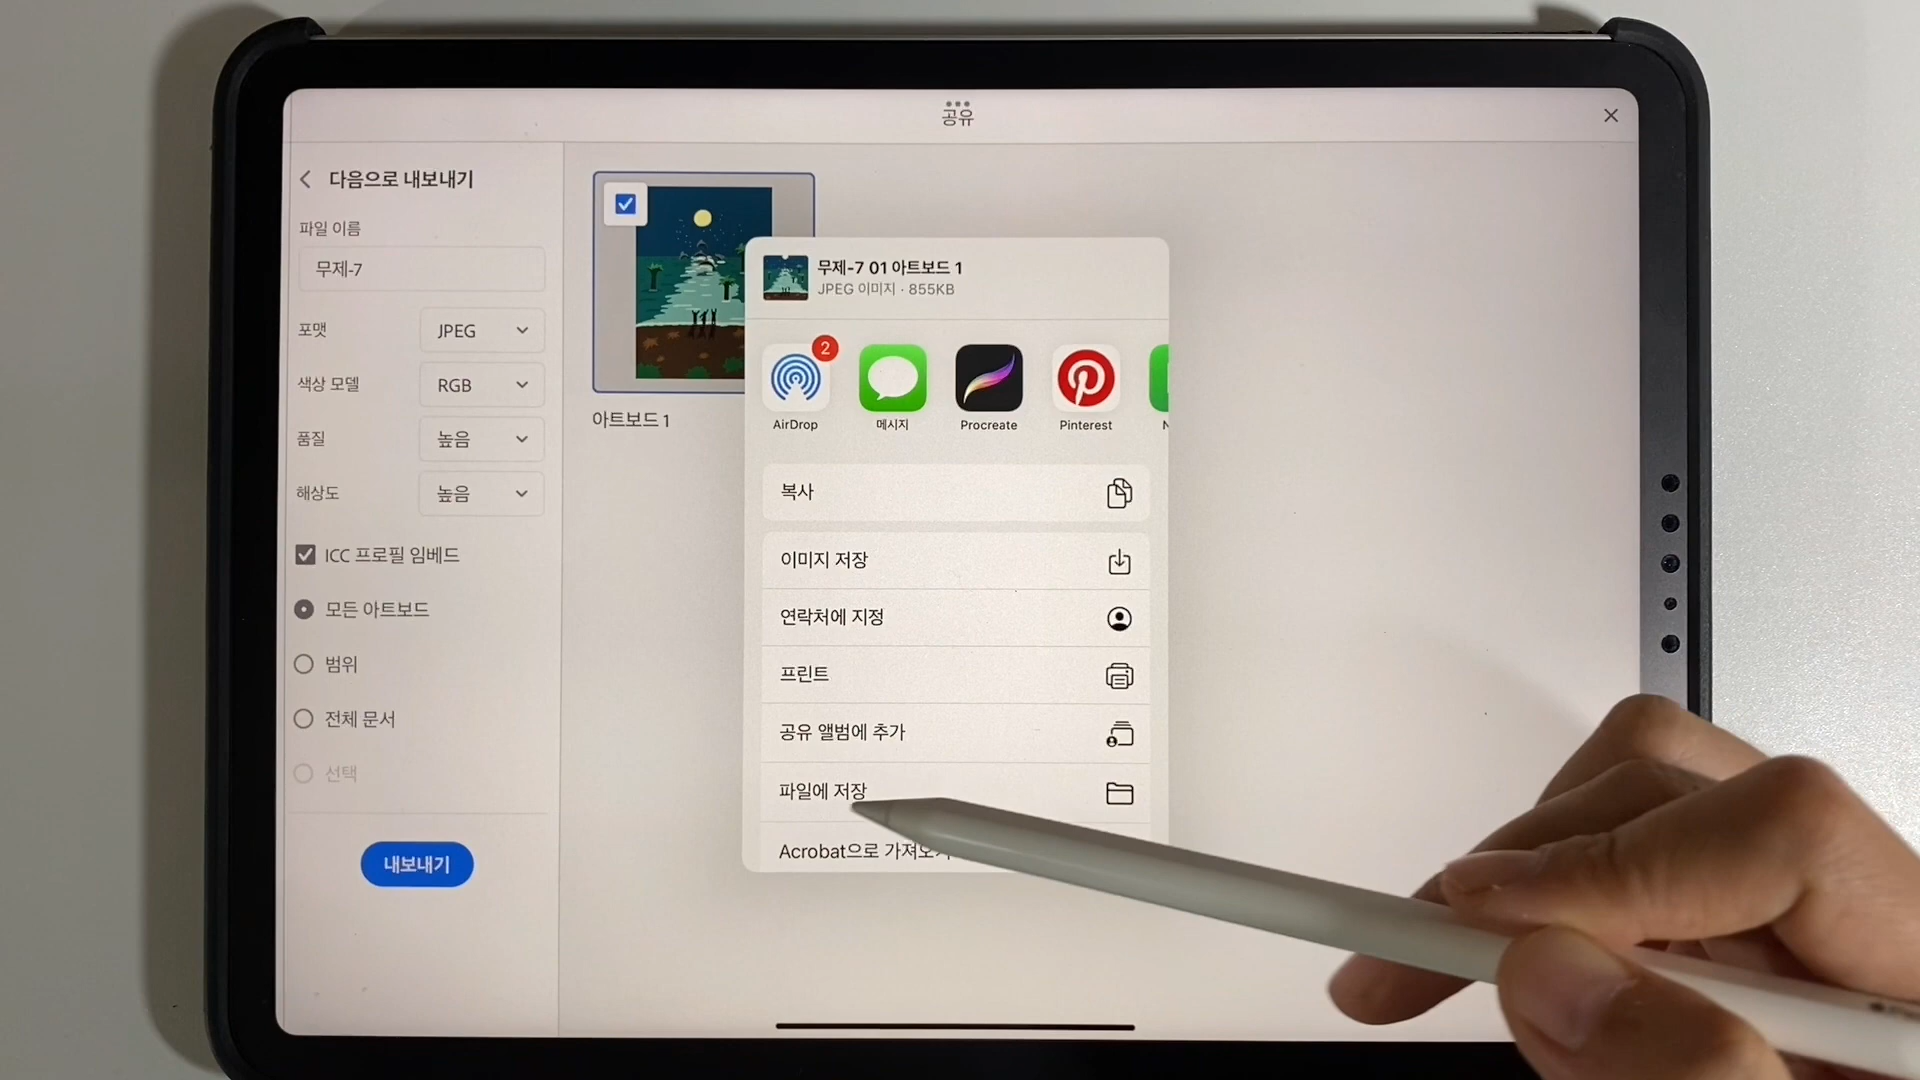 공유
다음으로 내보내기
파일 이름
무제-7
포맷
JPEG
색상 모델
RGB
품질
높음
해상도
높음
ICC 프로필 임베드
모든 아트보드
범위
전체 문서
선택
내보내기
아트보드 1
무제-7 01 아트보드 1
JPEG 이미지 · 855KB
2
AirDrop
메시지
Procreate
Pinterest
복사
이미지 저장
연락처에 지정
프린트
공유 앨범에 추가
파일에 저장
Acrobat으로 가져오기